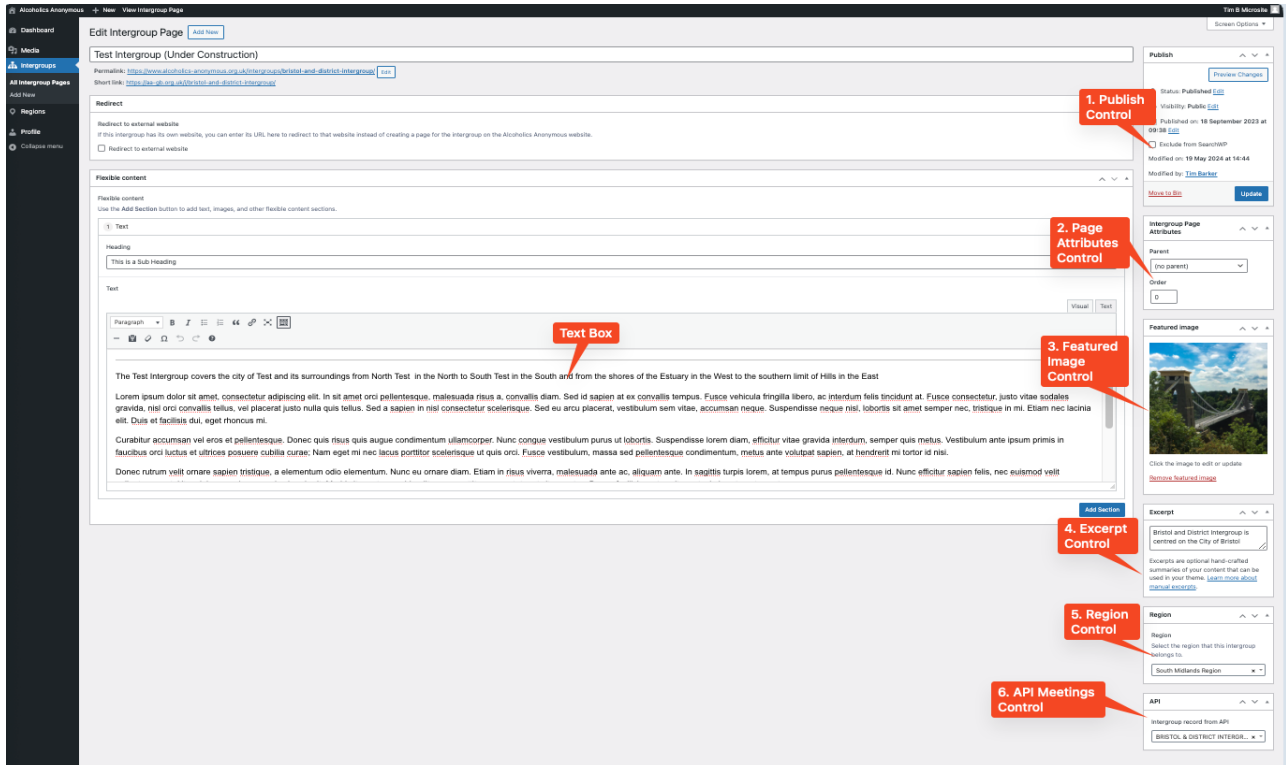 Alcoholics Anonymous + New View Intergroup Page
Tim B Microsite
Screen Options
Dashboard
Media
Intergroups
All Intergroup Pages
Add New
Regions
Profile
Collapse menu
Edit Intergroup Page Add New
Test Intergroup (Under Construction)
Permalink: https://www.alcoholics-anonymous.org.uk/intergroups/bristol-and-district-intergroup/ Edit
Short link: https://aa-gb.org.uk/i/bristol-and-district-intergroup/
Redirect
Redirect to external website
If this intergroup has its own website, you can enter its URL here to redirect to that website instead of creating a page for the intergroup on the Alcoholics Anonymous website.
Redirect to external website
Flexible content
Flexible content
Use the Add Section button to add text, images, and other flexible content sections.
1 Text
Heading
This is a Sub Heading
Text
Visual Text
Paragraph B I
Text Box
The Test Intergroup covers the city of Test and its surroundings from North Test in the North to South Test in the South and from the shores of the Estuary in the West to the southern limit of Hills in the East
Lorem ipsum dolor sit amet, consectetur adipiscing elit. In sit amet orci pellentesque, malesuada risus a, convallis diam. Sed id sapien at ex convallis tempus. Fusce vehicula fringilla libero, ac interdum felis tincidunt at. Fusce consectetur, justo vitae sodales
gravida, nisl orci convallis tellus, vel placerat justo nulla quis tellus. Sed a sapien in nisl consectetur scelerisque. Sed eu arcu placerat, vestibulum sem vitae, accumsan neque. Suspendisse neque nisl, lobortis sit amet semper nec, tristique in mi. Etiam nec lacinia
elit. Duis et facilisis dui, eget rhoncus mi.
Curabitur accumsan vel eros et pellentesque. Donec quis risus quis augue condimentum ullamcorper. Nunc congue vestibulum purus ut lobortis. Suspendisse lorem diam, efficitur vitae gravida interdum, semper quis metus. Vestibulum ante ipsum primis in
faucibus orci luctus et ultrices posuere cubilia curae; Nam eget mi nec lacus porttitor scelerisque ut quis orci. Fusce vestibulum, massa sed pellentesque condimentum, metus ante volutpat sapien, at hendrerit mi tortor id nisi.
Donec rutrum velit ornare sapien tristique, a elementum odio elementum. Nunc eu ornare diam. Etiam in risus viverra, malesuada ante ac, aliquam ante. In sagittis turpis lorem, at tempus purus pellentesque id. Nunc efficitur sapien felis, nec euismod velit
Add Section
1. Publish
Control
Publish
Preview Changes
Status: Published Edit
Visibility: Public Edit
Published on: 18 September 2023 at
09:38 Edit
Exclude from SearchWP
Modified on: 19 May 2024 at 14:44
Modified by: Tim Barker
Move to Bin Update
2. Page
Attributes
Control
Intergroup Page
Attributes
Parent
(no parent)
Order
0
3. Featured
Image
Control
Featured image
Click the image to edit or update
Remove featured image
4. Excerpt
Control
Excerpt
Bristol and District Intergroup is
centred on the City of Bristol
Excerpts are optional hand-crafted
summaries of your content that can be
used in your theme. Learn more about
manual excerpts.
5. Region
Control
Region
Region
Select the region that this intergroup
belongs to.
South Midlands Region
6. API Meetings
Control
API
Intergroup record from API
BRISTOL & DISTRICT INTERGR...